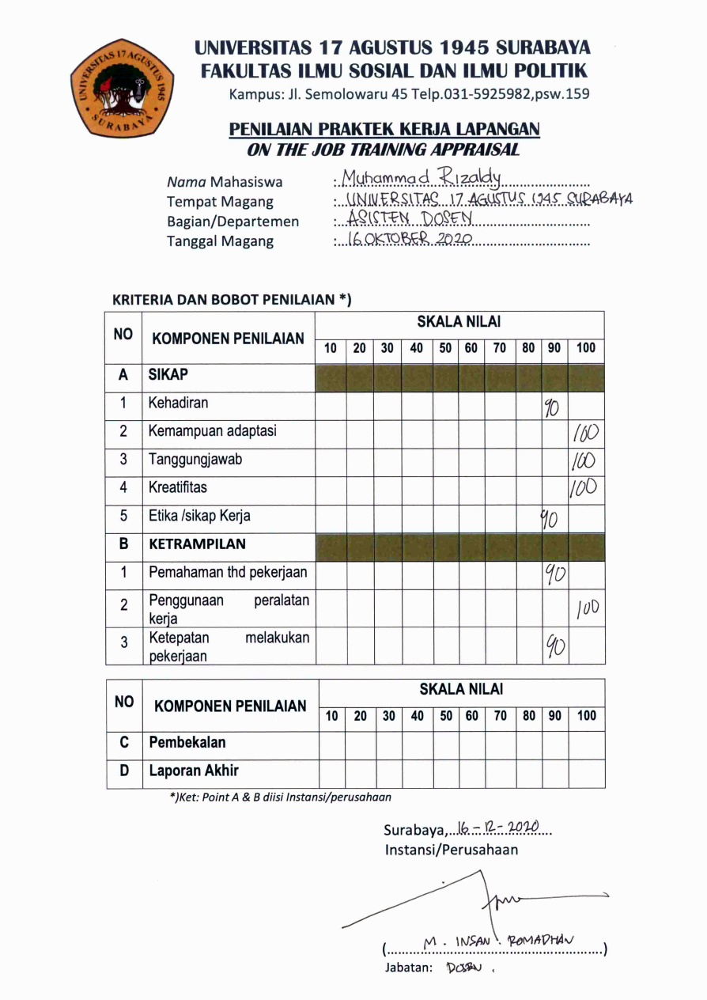 UNIVERSITAS 17 AGUSTUS 1945 SURABAYA
UNIVERSITAS 17 AGUSTUS 1945 SURABAYA
FAKULTAS ILMU SOSIAL DAN ILMU POLITIK
Kampus: Jl. Semolowaru 45 Telp.031-5925982,psw.159
PENILAIAN PRAKTEK KERJA LAPANGAN
ON THE JOB TRAINING APPRAISAL
Nama Mahasiswa : Muhammad Rizaldy
Tempat Magang : UNIVERSITAS 17 AGUSTUS 1945 SURABAYA
Bagian/Departemen : ASISTEN DOSEN
Tanggal Magang : 16 OKTOBER 2020
KRITERIA DAN BOBOT PENILAIAN *)
NO KOMPONEN PENILAIAN SKALA NILAI
10 20 30 40 50 60 70 80 90 100
A SIKAP
1 Kehadiran 90
2 Kemampuan adaptasi 100
3 Tanggungjawab 100
4 Kreatifitas 100
5 Etika /sikap Kerja 90
B KETRAMPILAN
1 Pemahaman thd pekerjaan 90
2 Penggunaan peralatan
kerja 100
3 Ketepatan melakukan
pekerjaan 90
NO KOMPONEN PENILAIAN SKALA NILAI
10 20 30 40 50 60 70 80 90 100
C Pembekalan
D Laporan Akhir
*)Ket: Point A & B diisi Instansi/perusahaan
Surabaya, 16 - 12 - 2020
Instansi/Perusahaan
( M. INSAN ROMADHAN )
Jabatan: DOSEN